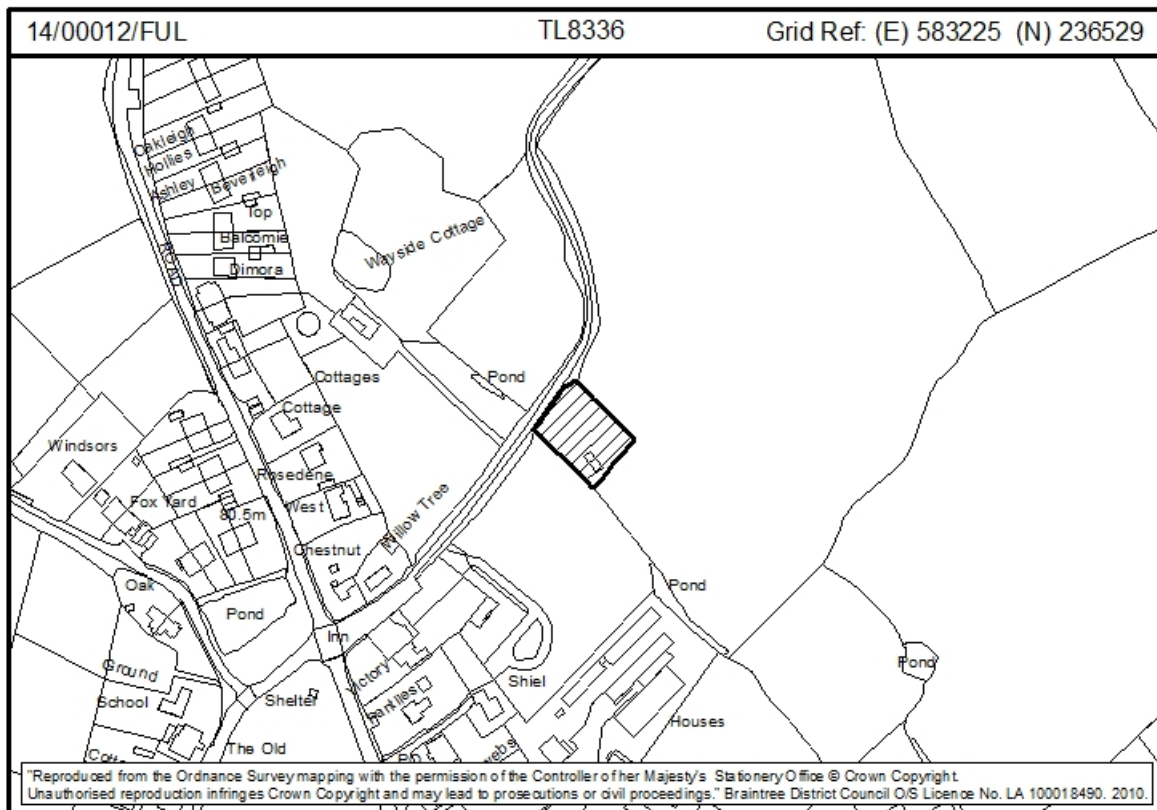 14/00012/FUL TL8336 Grid Ref: (E) 583225 (N) 236529
Oakleigh
Hollies
Ashley
Beverleigh
Top
Balcomie
Dimora
ROAD
Wayside Cottage
Cottages
Pond
Cottage
Windsors
Rosedene
Fox Yard
80.5m
West
Willow Tree
Chestnut
Oak
Pond
Pond
Inn
Pond
Ground
Victory
School
Shelter
Shiel
Houses
The Old
"Reproduced from the Ordnance Survey mapping with the permission of the Controller of her Majesty's Stationery Office © Crown Copyright.
Unauthorised reproduction infringes Crown Copyright and may lead to prosecutions or civil proceedings." Braintree District Council O/S Licence No. LA 100018490. 2010.